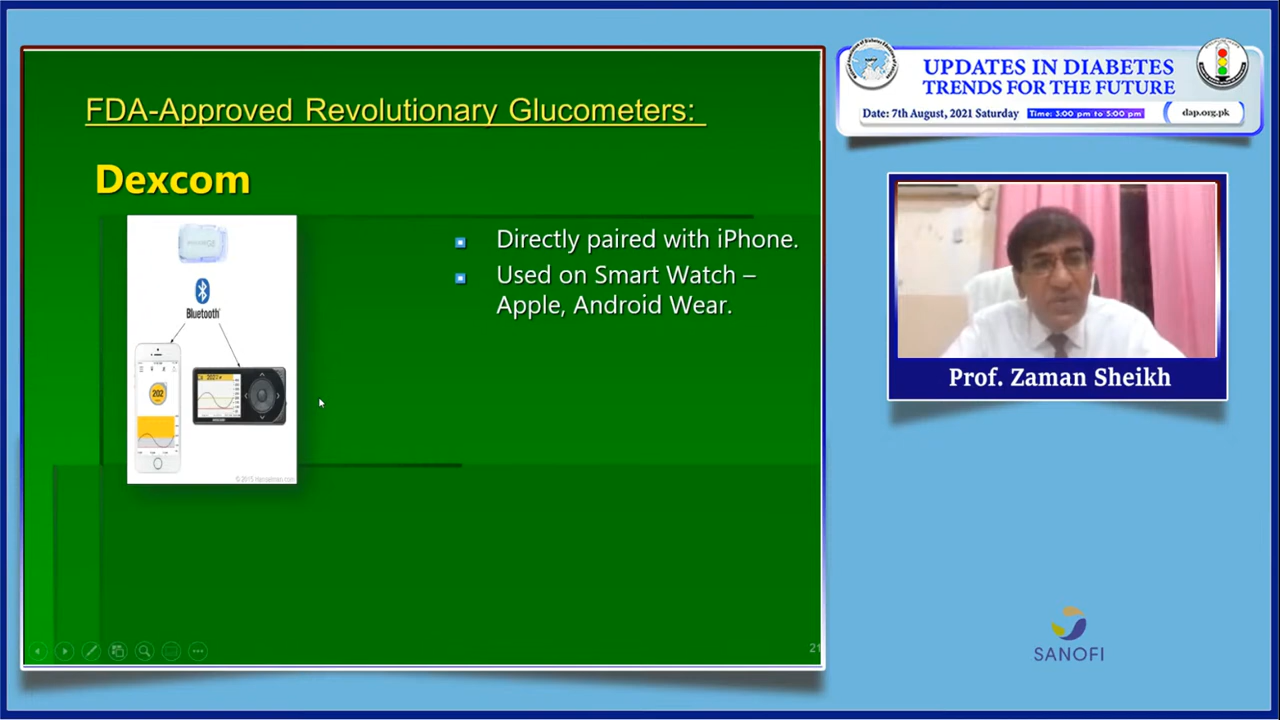 FDA-Approved Revolutionary Glucometers:
Dexcom
Bluetooth
202
Directly paired with iPhone.
Used on Smart Watch –
Apple, Android Wear.
21
UPDATES IN DIABETES
TRENDS FOR THE FUTURE
Date: 7th August, 2021 Saturday Time: 3:00 pm to 5:00 pm dap.org.pk
Prof. Zaman Sheikh
SANOFI